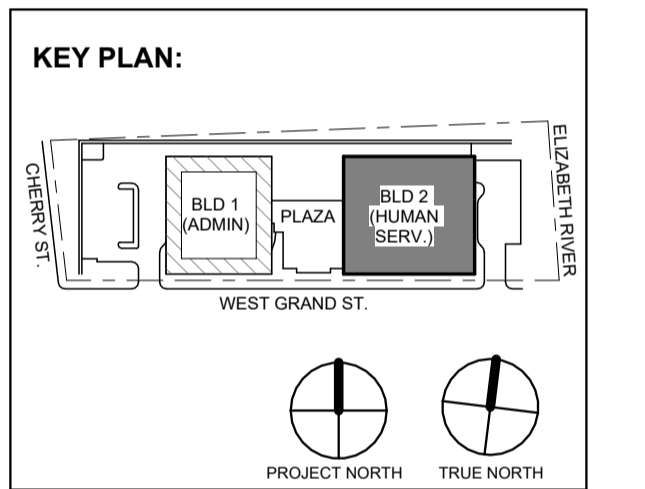 KEY PLAN:
CHERRY ST.
BLD 1
(ADMIN)
PLAZA
BLD 2
(HUMAN
SERV.)
ELIZABETH RIVER
WEST GRAND ST.
PROJECT NORTH
TRUE NORTH